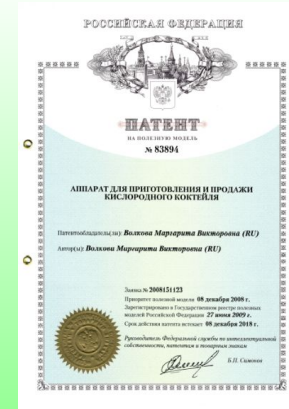 РОССИЙСКАЯ ФЕДЕРАЦИЯ
ПАТЕНТ
НА ПОЛЕЗНУЮ МОДЕЛЬ
№ 83894
АППАРАТ ДЛЯ ПРИГОТОВЛЕНИЯ И ПРОДАЖИ
КИСЛОРОДНОГО КОКТЕЙЛЯ
Патентообладатель(ли): Волкова Маргарита Викторовна (RU)
Автор(ы): Волкова Маргарита Викторовна (RU)
Заявка № 2008151123
Приоритет полезной модели 08 декабря 2008 г.
Зарегистрировано в Государственном реестре полезных
моделей Российской Федерации 27 июня 2009 г.
Срок действия патента истекает 08 декабря 2018 г.
Руководитель Федеральной службы по интеллектуальной
собственности, патентам и товарным знакам
Б.П. Симонов